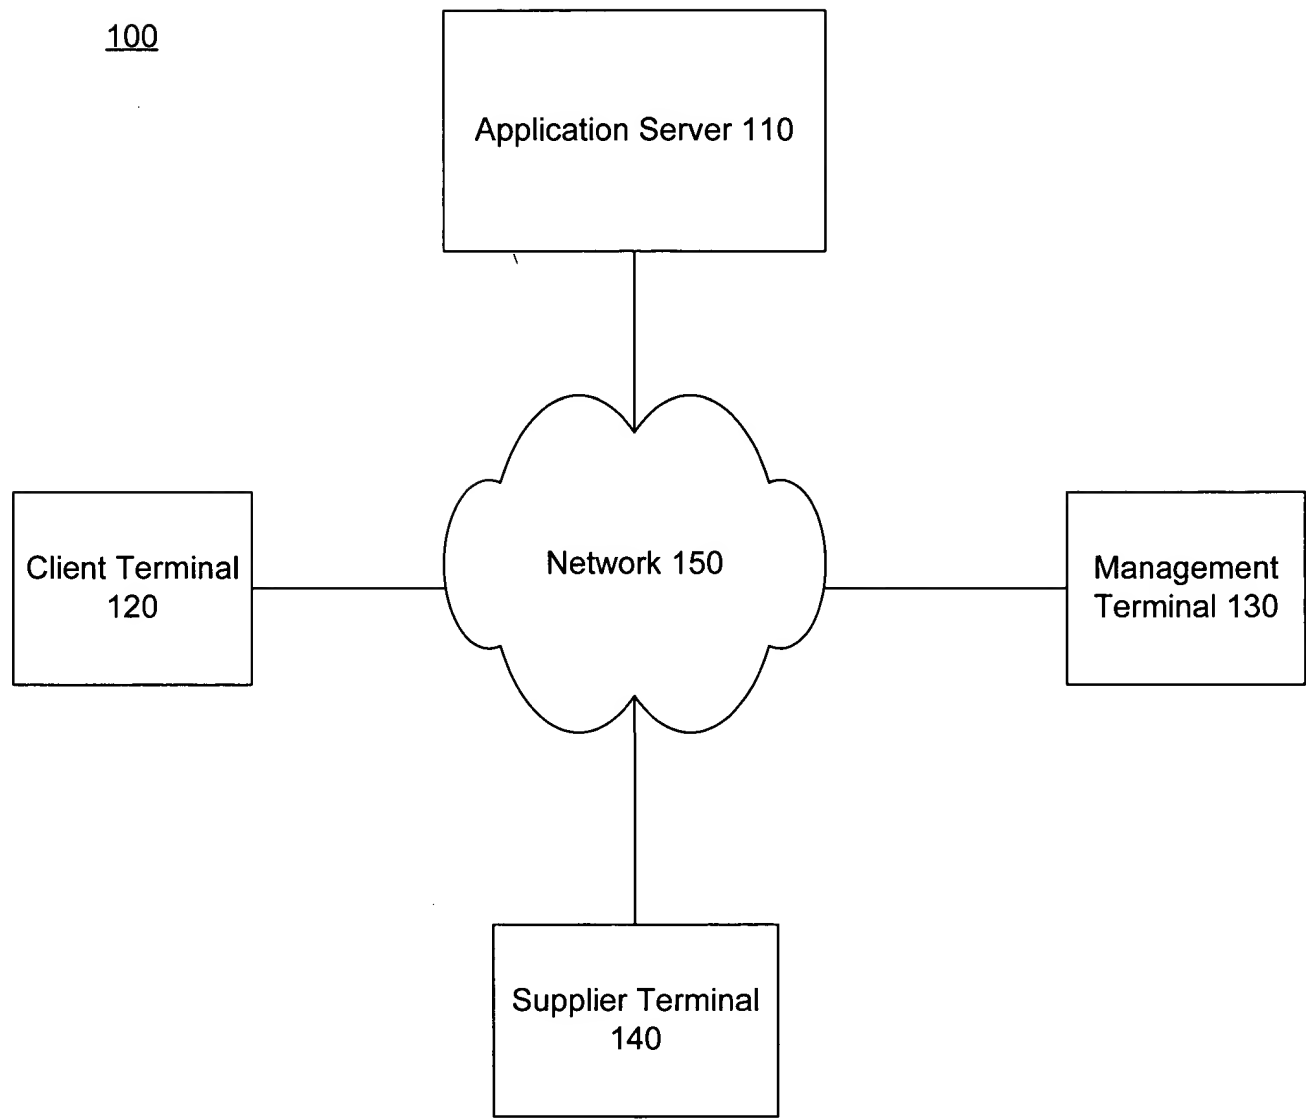 100
Application Server 110
Network 150
Client Terminal
120
Management
Terminal 130
Supplier Terminal
140